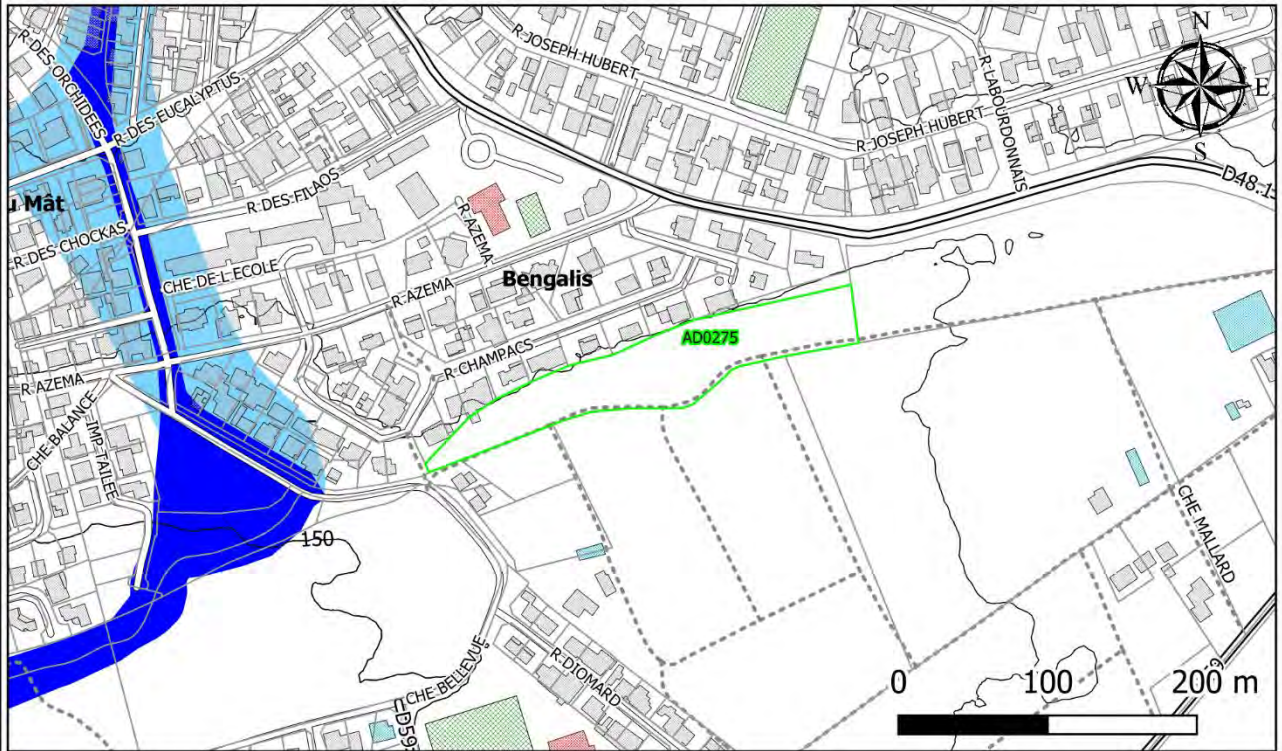 N
W
E
S
R·DES·ORCHIDEES
R·DES·EUCALYPTUS
R·JOSEPH·HUBERT
R·LABOURDONNAIS
R·JOSEPH·HUBERT
D48.1
R·DES·FILAOS
u Mât
R·DES·CHOCKAS
R·AZEMA
CHE·DE·L'ECOLE
R·AZEMA
Bengalis
AD0275
R·CHAMPACS
R·AZEMA
CHE·BALANCE
IMP·TAILEE
CHE MALLARD
150
R·DIOMARD
CHE·BELLEVUE
D59
0 100 200 m